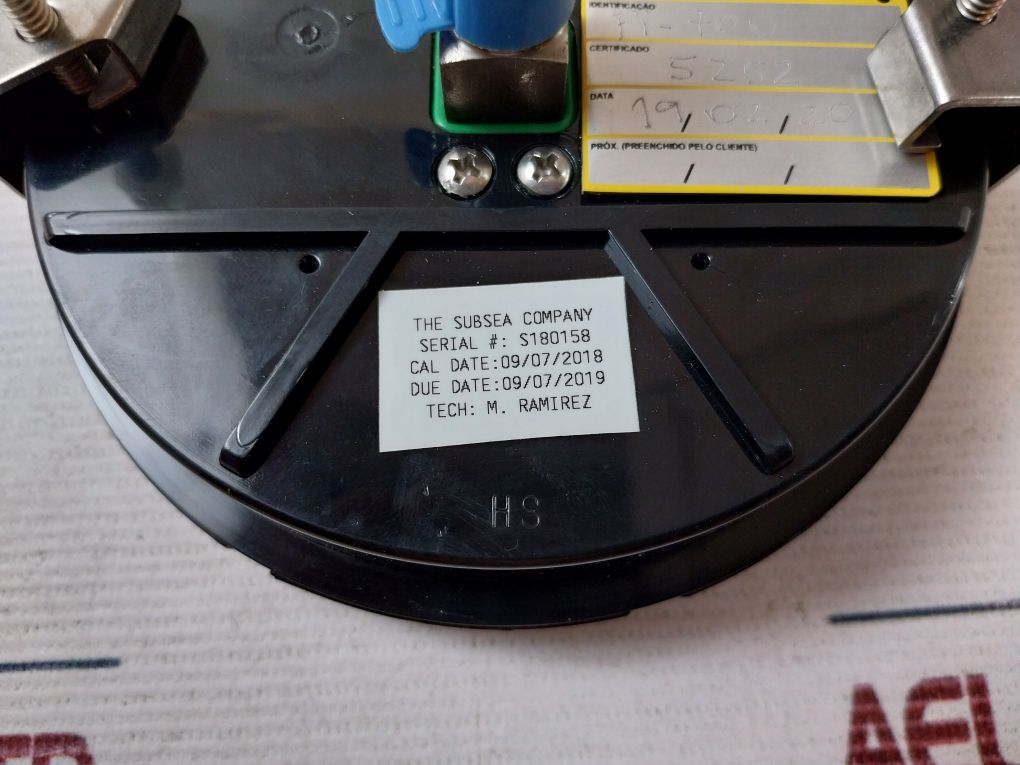 IDENTIFICAÇÃO
CERTIFICADO
5262
DATA
19/02/20
PRÓX. (PREENCHIDO PELO CLIENTE)
/ /
THE SUBSEA COMPANY
SERIAL #: S180158
CAL DATE:09/07/2018
DUE DATE:09/07/2019
TECH: M. RAMIREZ
HS